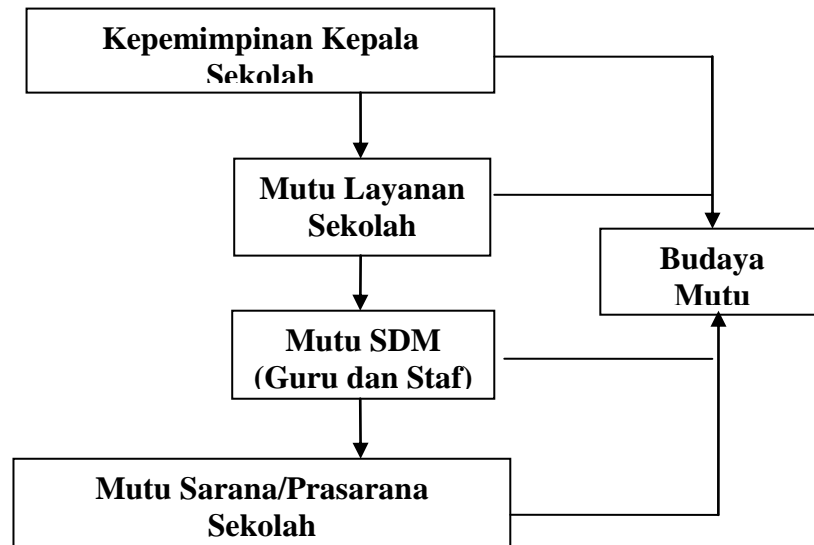 Kepemimpinan Kepala
Sekolah
Mutu Layanan
Sekolah
Budaya
Mutu
Mutu SDM
(Guru dan Staf)
Mutu Sarana/Prasarana
Sekolah